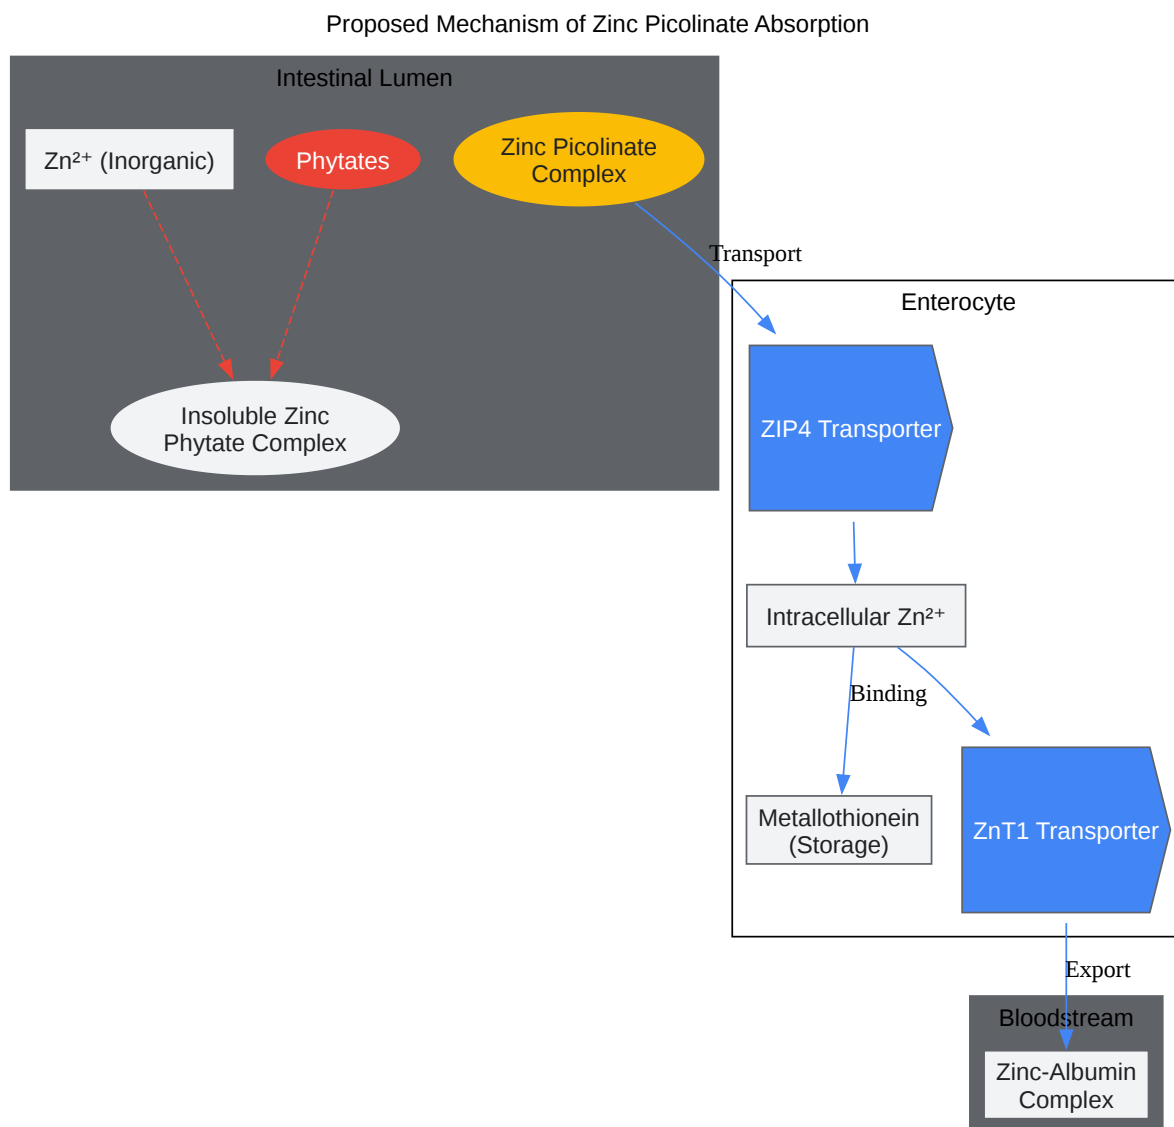 Proposed Mechanism of Zinc Picolinate Absorption
Intestinal Lumen
Zn²⁺ (Inorganic)
Phytates
Zinc Picolinate
Complex
Transport
Insoluble Zinc
Phytate Complex
Enterocyte
ZIP4 Transporter
Intracellular Zn²⁺
Binding
Metallothionein
(Storage)
ZnT1 Transporter
Export
Bloodstream
Zinc-Albumin
Complex